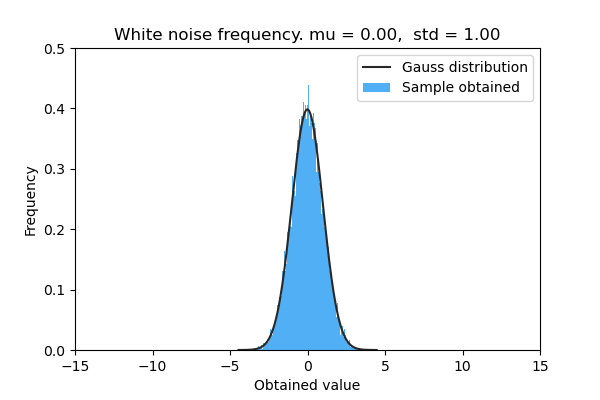 White noise frequency. mu = 0.00,  std = 1.00
Gauss distribution
Sample obtained
Frequency
0.5
0.4
0.3
0.2
0.1
0.0
−15
−10
−5
0
5
10
15
Obtained value